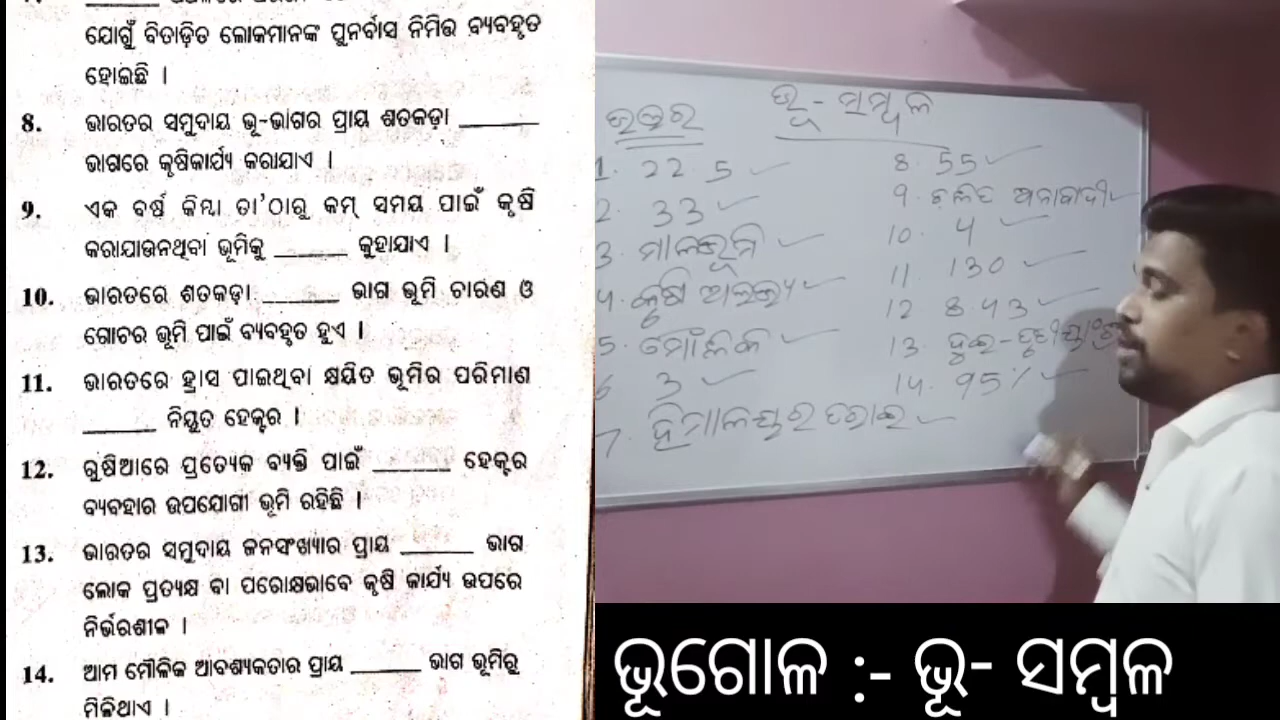 ଯୋଗୁଁ ବିତାଡ଼ିତ ଲୋକମାନଙ୍କ ପୁନର୍ବାସ ନିମିତ୍ତ ବ୍ୟବହୃତ
ହୋଇଛି ।
8. ଭାରତର ସମୁଦାୟ ଭୂ-ଭାଗର ପ୍ରାୟ ଶତକଡ଼ା ______
ଭାଗରେ କୃଷିକାର୍ଯ୍ୟ କରାଯାଏ ।
9. ଏକ ବର୍ଷ କିମ୍ବା ତା'ଠାରୁ କମ୍ ସମୟ ପାଇଁ କୃଷି
କରାଯାଉନଥିବା ଭୂମିକୁ ______ କୁହାଯାଏ ।
10. ଭାରତରେ ଶତକଡ଼ା ______ ଭାଗ ଭୂମି ଚାରଣ ଓ
ଗୋଚର ଭୂମି ପାଇଁ ବ୍ୟବହୃତ ହୁଏ ।
11. ଭାରତରେ ହ୍ରାସ ପାଇଥିବା କ୍ଷୟିତ ଭୂମିର ପରିମାଣ
______ ନିୟୁତ ହେକ୍ଟର ।
12. ରୁଷିଆରେ ପ୍ରତ୍ୟେକ ବ୍ୟକ୍ତି ପାଇଁ ______ ହେକ୍ଟର
ବ୍ୟବହାର ଉପଯୋଗୀ ଭୂମି ରହିଛି ।
13. ଭାରତର ସମୁଦାୟ ଜନସଂଖ୍ୟାର ପ୍ରାୟ ______ ଭାଗ
ଲୋକ ପ୍ରତ୍ୟକ୍ଷ ବା ପରୋକ୍ଷଭାବେ କୃଷି କାର୍ଯ୍ୟ ଉପରେ
ନିର୍ଭରଶୀଳ ।
14. ଆମ ମୌଳିକ ଆବଶ୍ୟକତାର ପ୍ରାୟ ______ ଭାଗ ଭୂମିରୁ
ମିଳିଥାଏ ।
ଭୂ-ସମ୍ବଳ
ଉତ୍ତର
1. 22.5
2. 33
3. ମାଳଭୂମି
4. କୃଷି
5. ମୌଳିକ
6 3
7. ହିମାଳୟର ତରାଇ
8. 55
9. ଚଳିତ ଅନାବାଦୀ
10. 4
11 130
12 8.43
13. ଦୁଇ-ତୃତୀୟାଂଶ
14. 95%
ଭୂଗୋଳ :- ଭୂ- ସମ୍ବଳ